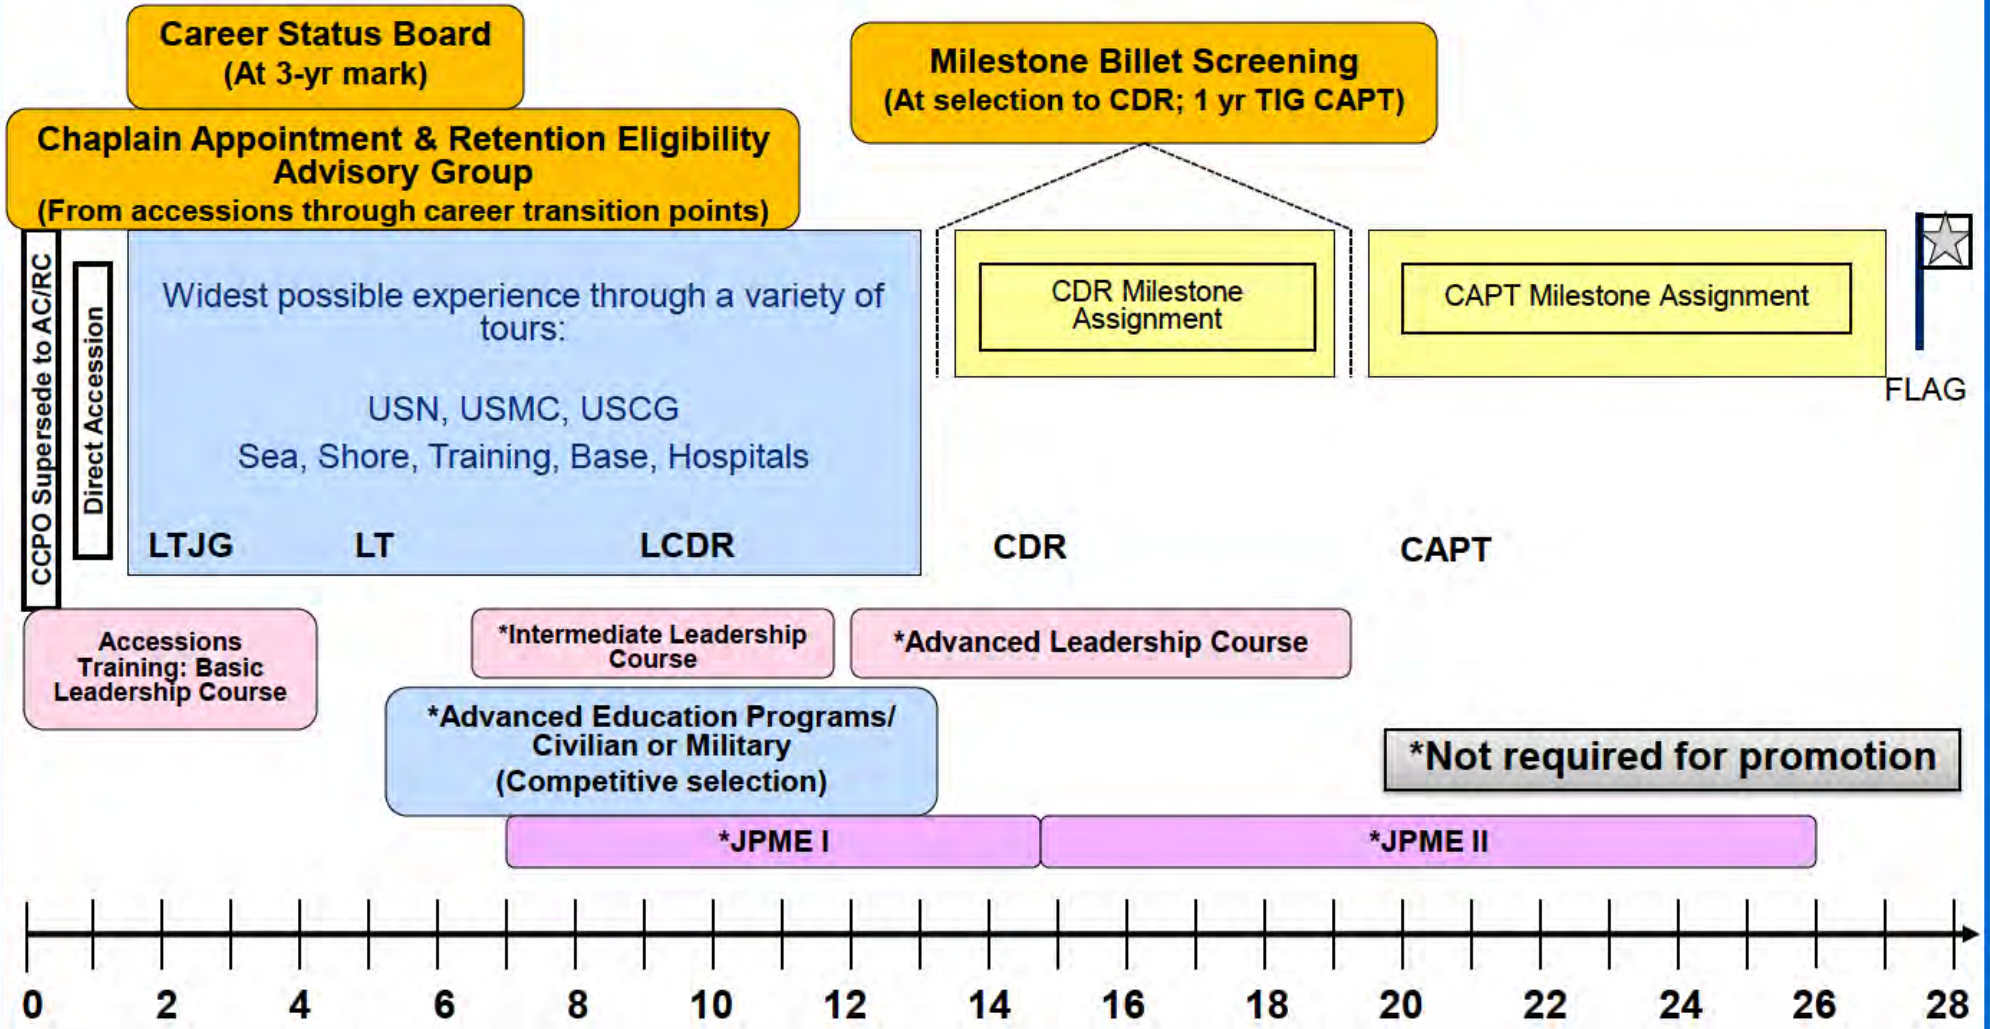 Career Status Board
(At 3-yr mark)
Chaplain Appointment & Retention Eligibility
Advisory Group
(From accessions through career transition points)
Milestone Billet Screening
(At selection to CDR; 1 yr TIG CAPT)
CCPO Supersede to AC/RC
Direct Accession
Widest possible experience through a variety of
tours:
USN, USMC, USCG
Sea, Shore, Training, Base, Hospitals
LTJG
LT
LCDR
CDR Milestone
Assignment
CAPT Milestone Assignment
FLAG
CDR
CAPT
Accessions
Training: Basic
Leadership Course
*Intermediate Leadership
Course
*Advanced Leadership Course
*Advanced Education Programs/
Civilian or Military
(Competitive selection)
*Not required for promotion
*JPME I
*JPME II
0 2 4 6 8 10 12 14 16 18 20 22 24 26 28